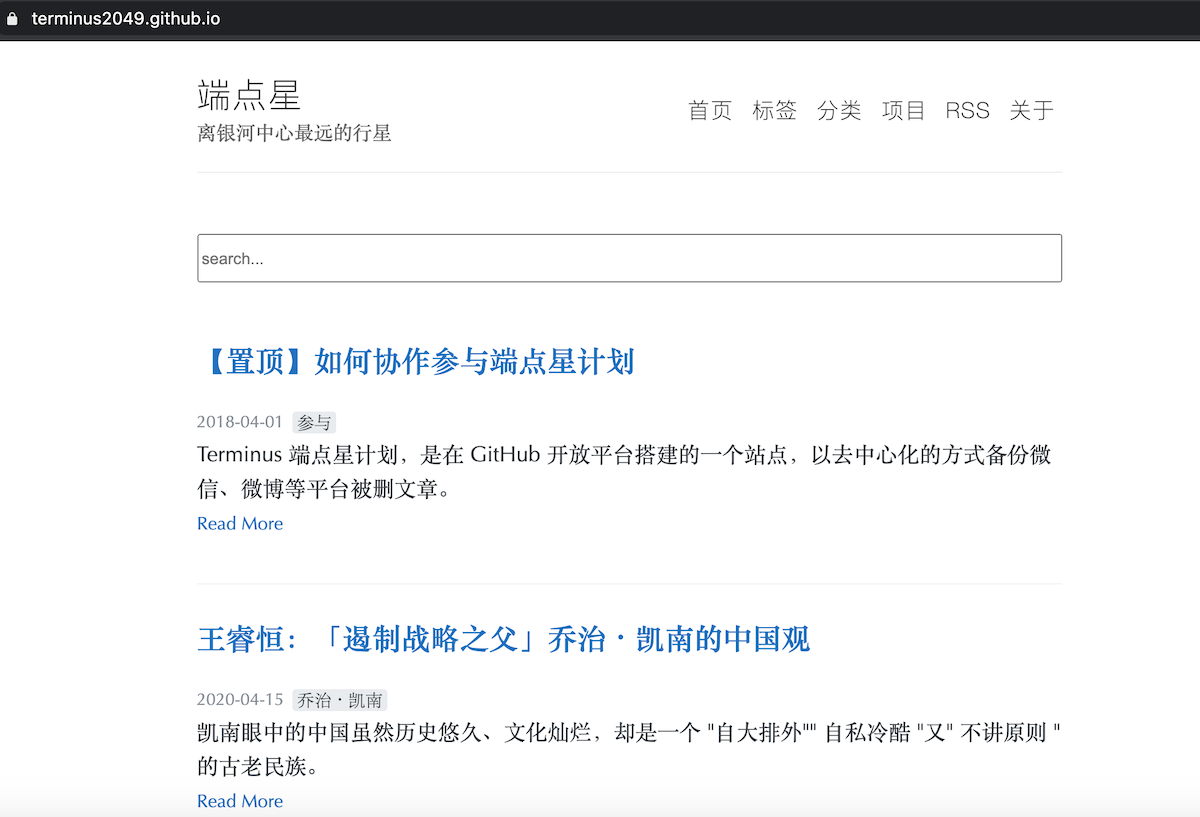 terminus2049.github.io
端点星
离银河中心最远的行星
首页 标签 分类 项目 RSS 关于
search...
【置顶】如何协作参与端点星计划
2018-04-01 参与
Terminus 端点星计划，是在 GitHub 开放平台搭建的一个站点，以去中心化的方式备份微
信、微博等平台被删文章。
Read More
王睿恒：「遏制战略之父」乔治·凯南的中国观
2020-04-15 乔治·凯南
凯南眼中的中国虽然历史悠久、文化灿烂，却是一个 "自大排外"" 自私冷酷 "又" 不讲原则 "
的古老民族。
Read More